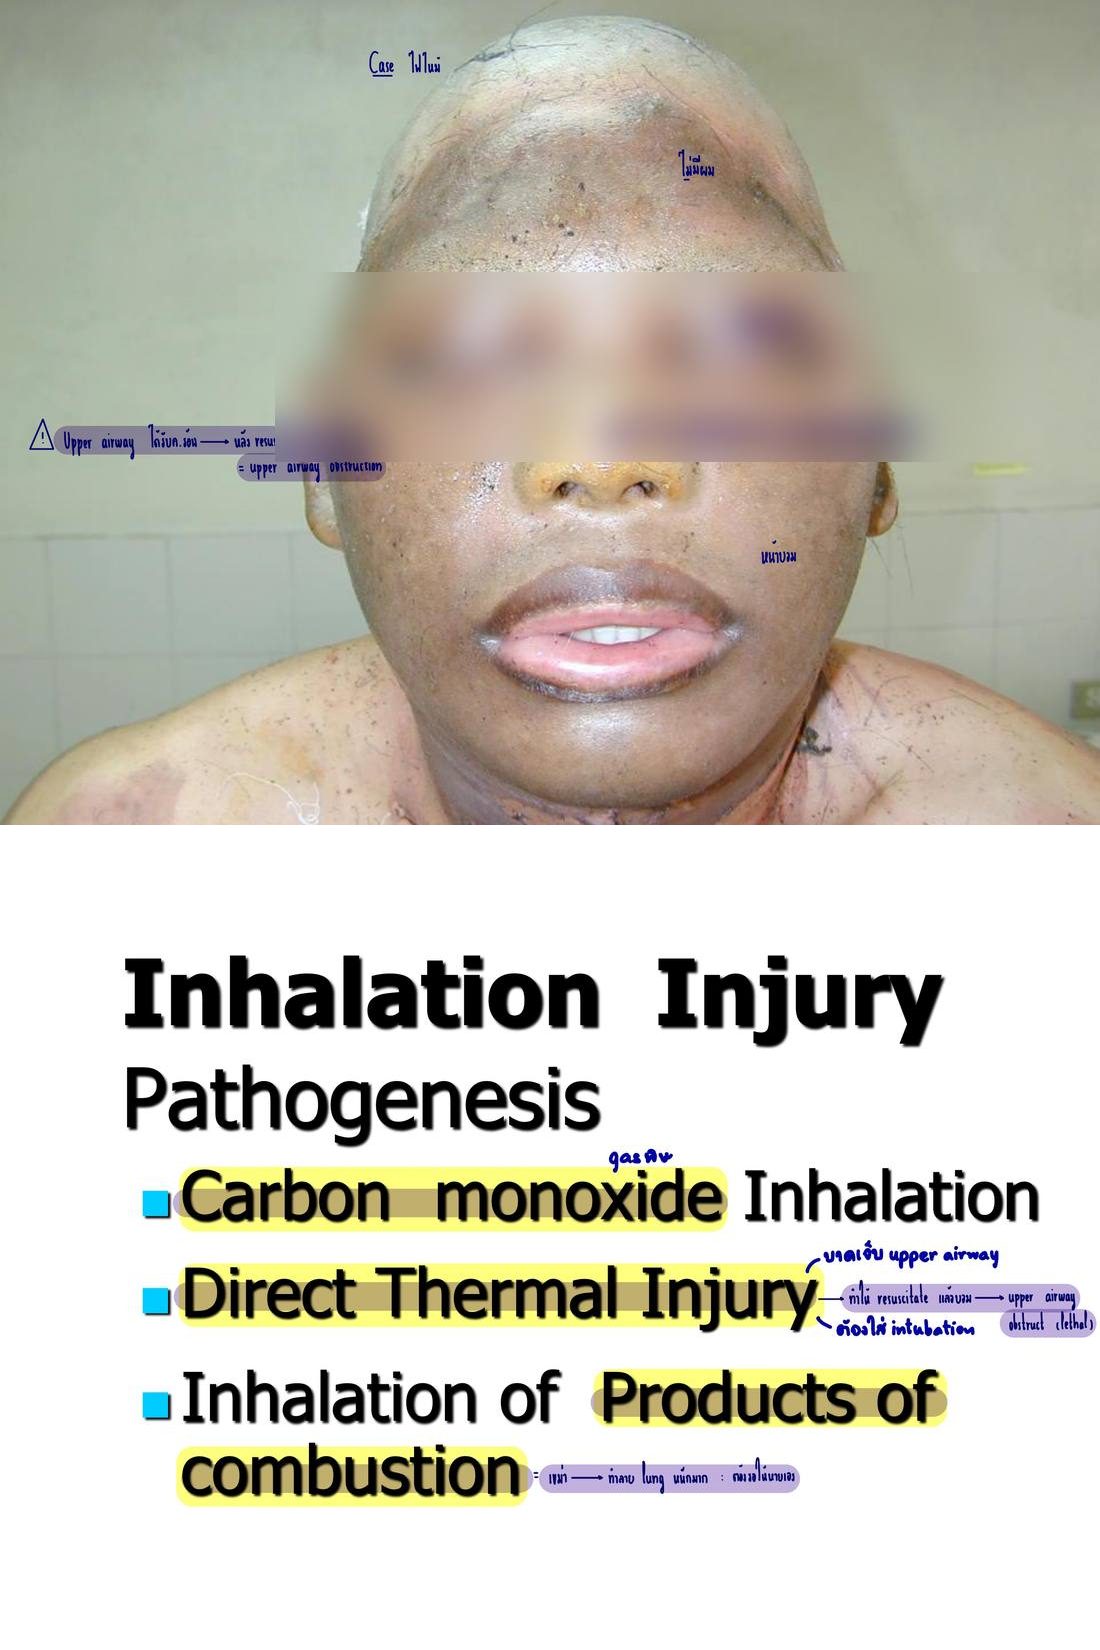 Case ไฟไหม้
ไม่มีผม
Upper airway ได้รับค.ร้อน → หลัง
= upper airway obstruction
หน้าบวม
Inhalation Injury
Pathogenesis
gas พิษ
Carbon monoxide Inhalation
บาดเจ็บ upper airway
Direct Thermal Injury → ทำให้ resuscitate แล้วบวม → upper airway
obstruct (lethal)
ต้องใส่ intubation
Inhalation of Products of
combustion = เขม่า → ทำลาย lung หนักมาก : ต้องรอให้หายเอง